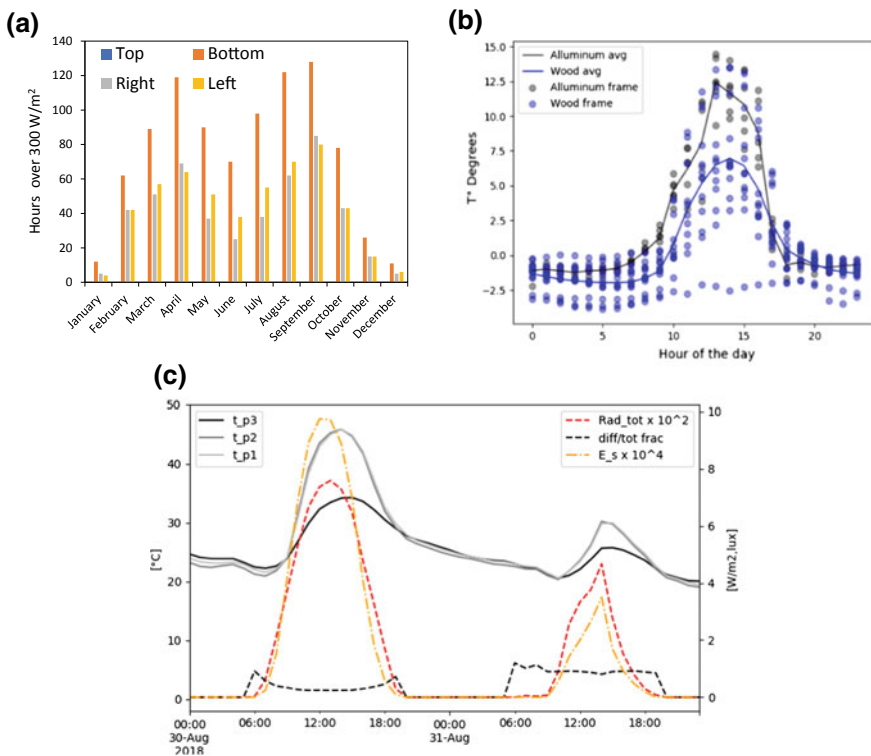 (a)
Hours over 300 W/m²
140
120
100
80
60
40
20
0
Top
Bottom
Right
Left
January
February
March
April
May
June
July
August
September
October
November
December
(b)
T° Degrees
15.0
12.5
10.0
7.5
5.0
2.5
0.0
−2.5
Alluminum avg
Wood avg
Alluminum frame
Wood frame
0
5
10
15
20
Hour of the day
(c)
[°C]
50
40
30
20
10
0
t_p3
t_p2
t_p1
Rad_tot x 10^2
diff/tot frac
E_s x 10^4
10
8
6
4
2
0
[W/m2,lux]
00:00
30-Aug
2018
06:00
12:00
18:00
00:00
31-Aug
06:00
12:00
18:00